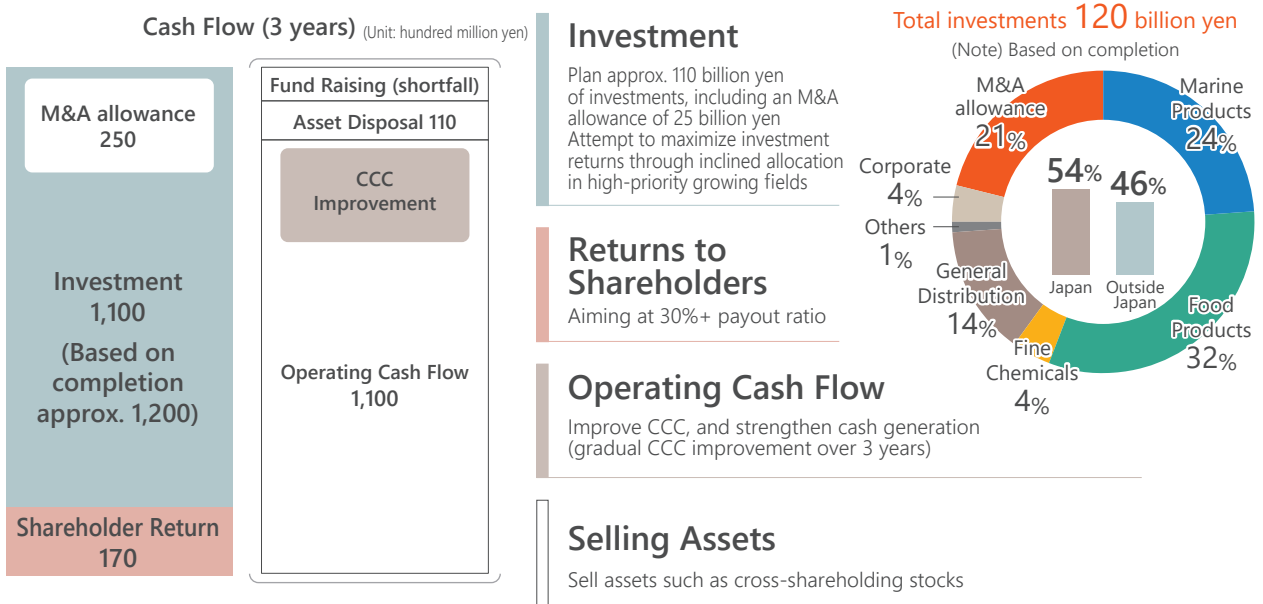 Cash Flow (3 years) (Unit: hundred million yen)
M&A allowance
250
Investment
1,100
(Based on
completion
approx. 1,200)
Shareholder Return
170
Fund Raising (shortfall)
Asset Disposal 110
CCC
Improvement
Operating Cash Flow
1,100
Investment
Plan approx. 110 billion yen
of investments, including an M&A
allowance of 25 billion yen
Attempt to maximize investment
returns through inclined allocation
in high-priority growing fields
Returns to
Shareholders
Aiming at 30%+ payout ratio
Operating Cash Flow
Improve CCC, and strengthen cash generation
(gradual CCC improvement over 3 years)
Selling Assets
Sell assets such as cross-shareholding stocks
Total investments 120 billion yen
(Note) Based on completion
M&A
allowance
21%
Marine
Products
24%
Corporate
4%
Others
1%
General
Distribution
14%
Fine
Chemicals
4%
Food
Products
32%
54%
Japan
46%
Outside
Japan